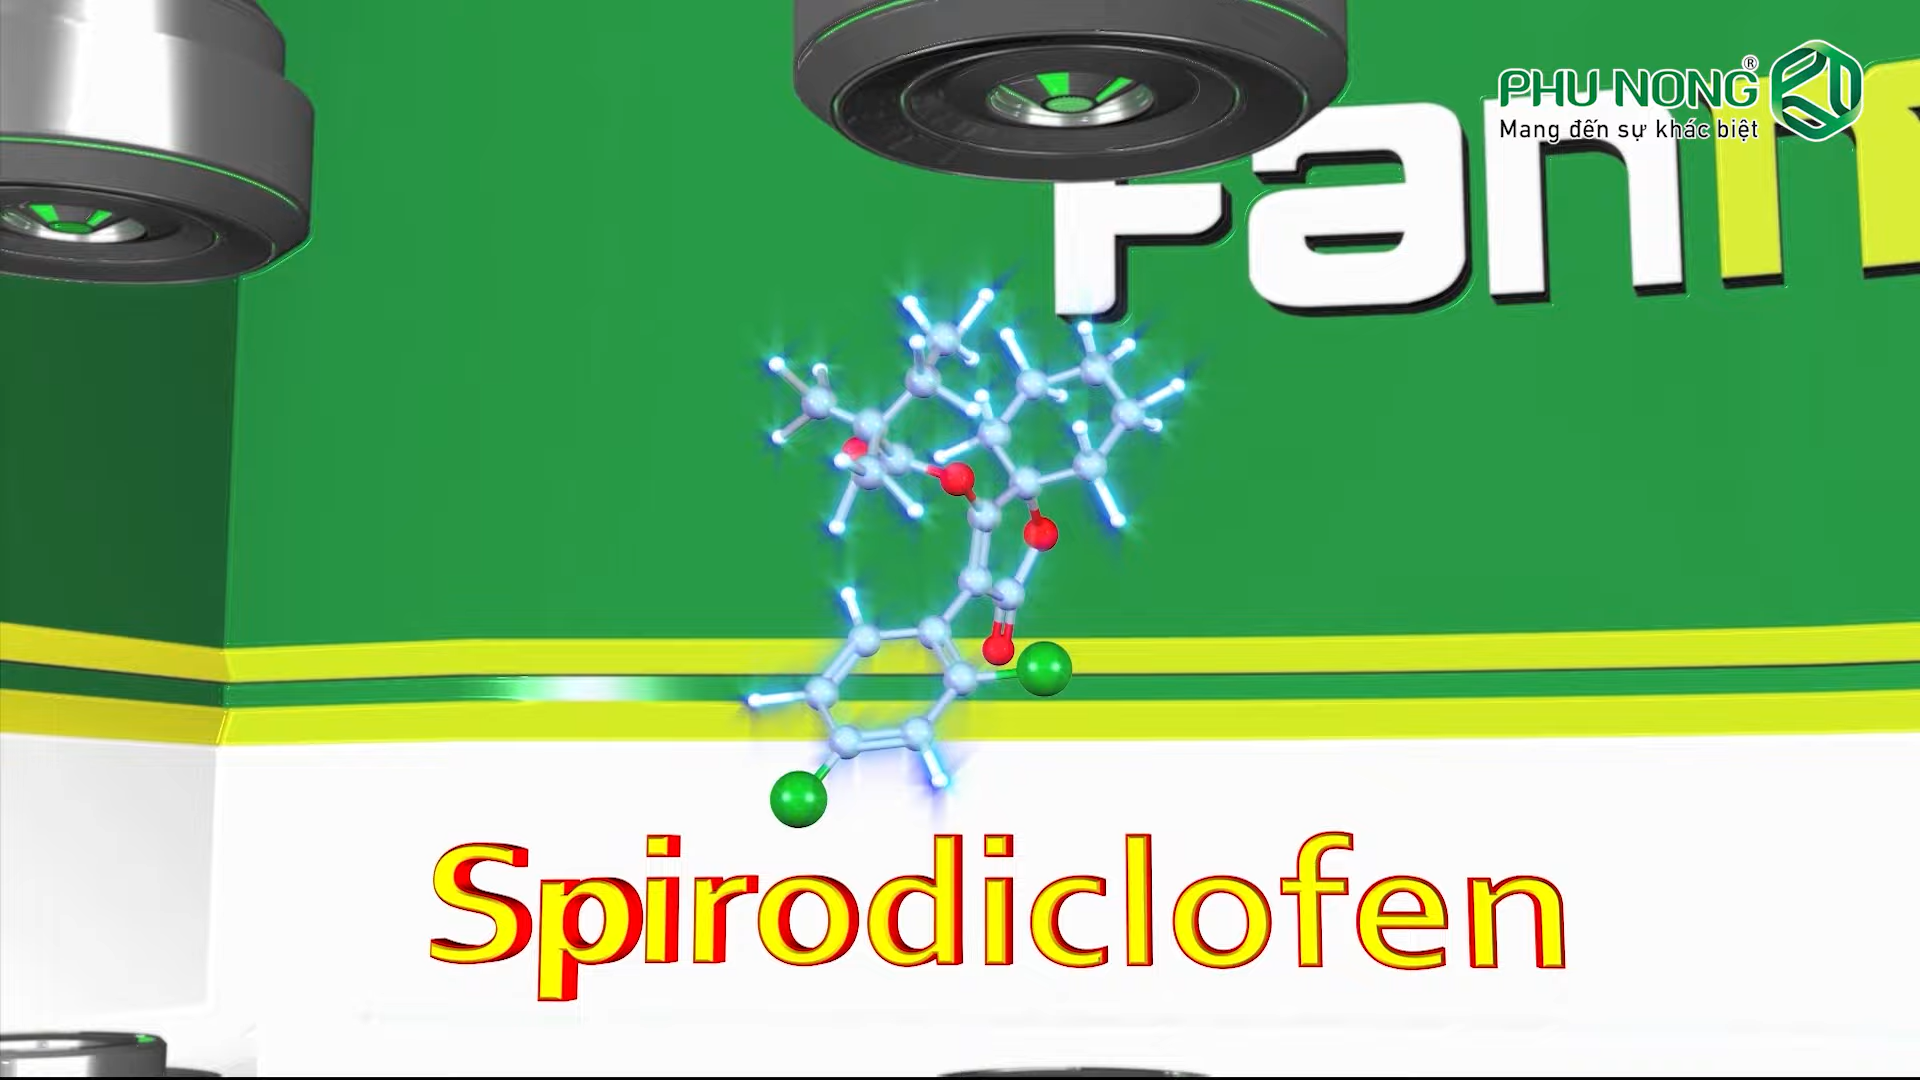 PHU NONG®
Mang đến sự khác biệt
Spirodiclofen